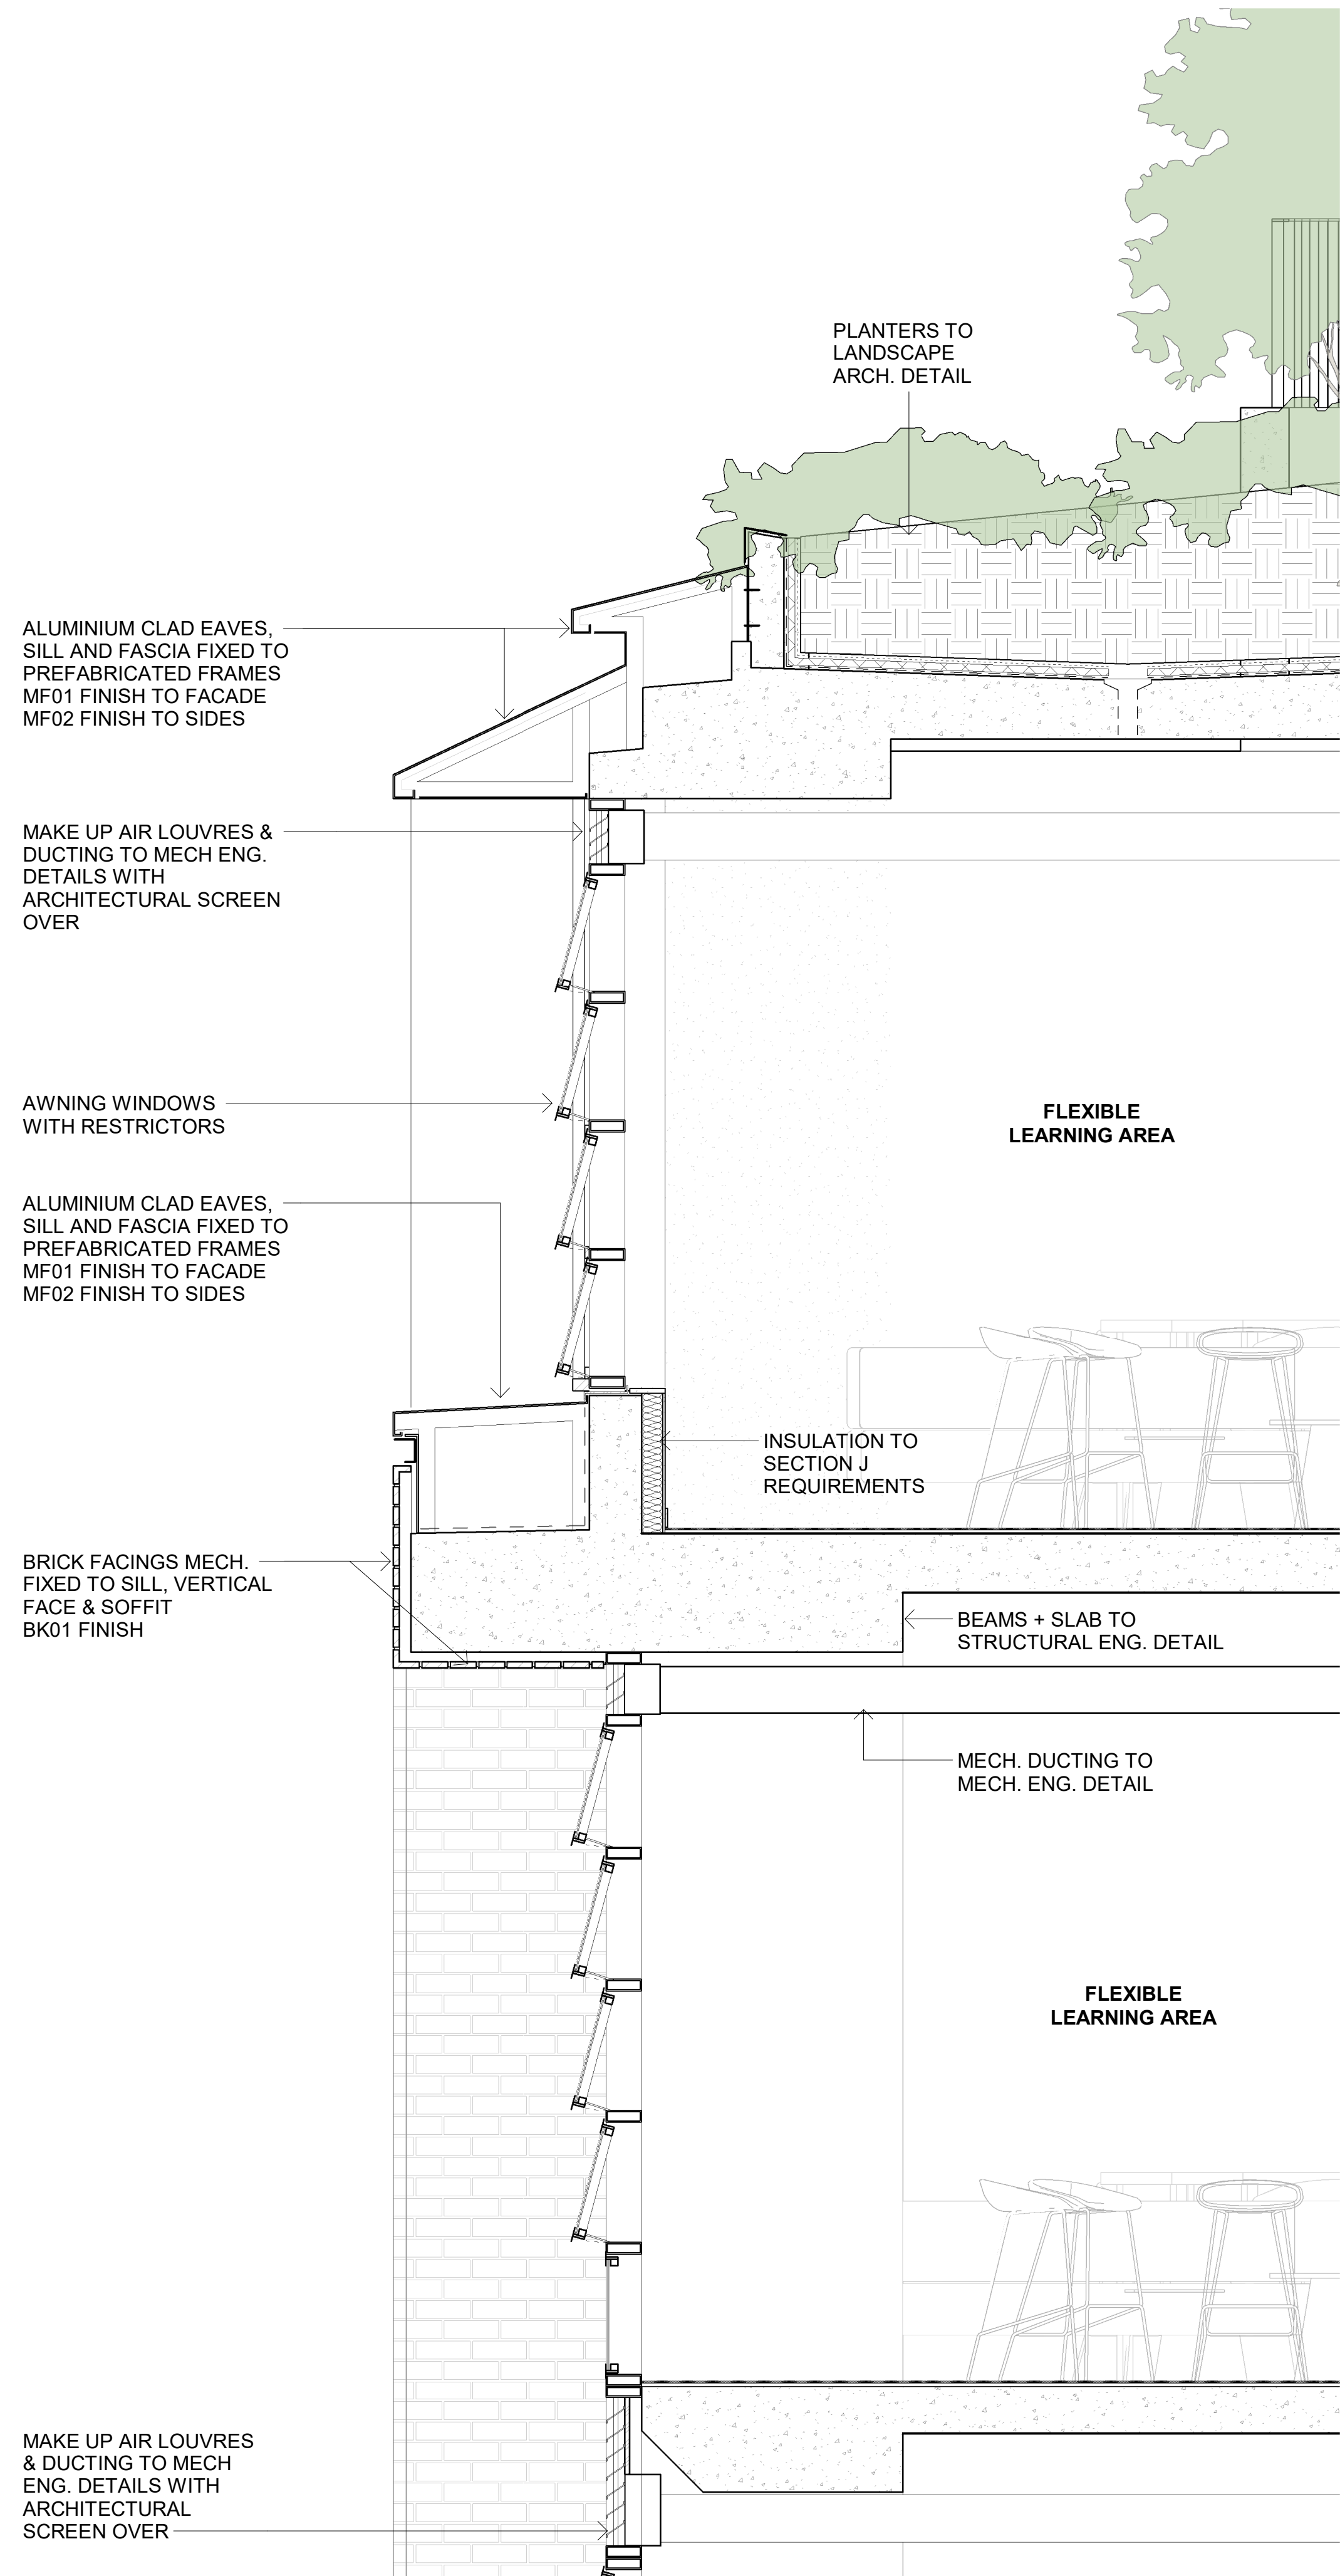 PLANTERS TO
LANDSCAPE
ARCH. DETAIL
ALUMINIUM CLAD EAVES,
SILL AND FASCIA FIXED TO
PREFABRICATED FRAMES
MF01 FINISH TO FACADE
MF02 FINISH TO SIDES
MAKE UP AIR LOUVRES &
DUCTING TO MECH ENG.
DETAILS WITH
ARCHITECTURAL SCREEN
OVER
AWNING WINDOWS
WITH RESTRICTORS
FLEXIBLE
LEARNING AREA
ALUMINIUM CLAD EAVES,
SILL AND FASCIA FIXED TO
PREFABRICATED FRAMES
MF01 FINISH TO FACADE
MF02 FINISH TO SIDES
INSULATION TO
SECTION J
REQUIREMENTS
BRICK FACINGS MECH.
FIXED TO SILL, VERTICAL
FACE & SOFFIT
BK01 FINISH
BEAMS + SLAB TO
STRUCTURAL ENG. DETAIL
MECH. DUCTING TO
MECH. ENG. DETAIL
FLEXIBLE
LEARNING AREA
MAKE UP AIR LOUVRES
& DUCTING TO MECH
ENG. DETAILS WITH
ARCHITECTURAL
SCREEN OVER